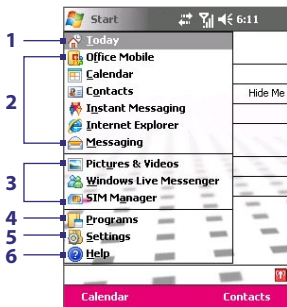 Start 6:11
1 Today
2
Office Mobile
Calendar
Contacts
Hide Me
Instant Messaging
Internet Explorer
Messaging
3
Pictures & Videos
Windows Live Messenger
SIM Manager
4 Programs
5 Settings
6 Help
Calendar Contacts